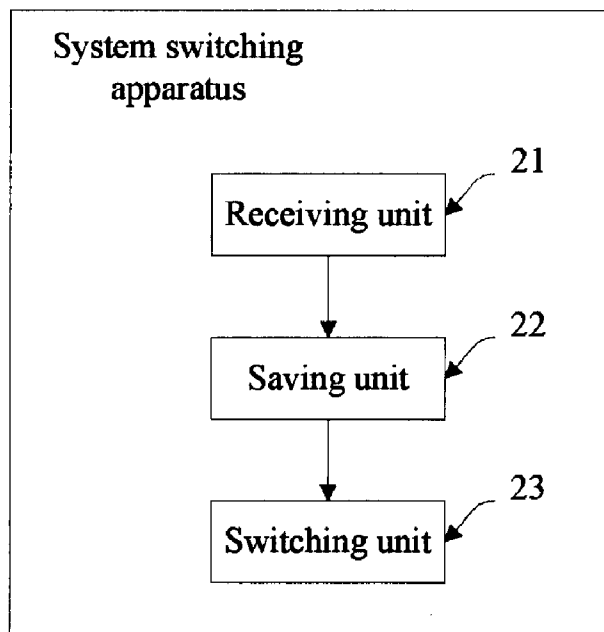 System switching
apparatus
21
Receiving unit
22
Saving unit
23
Switching unit